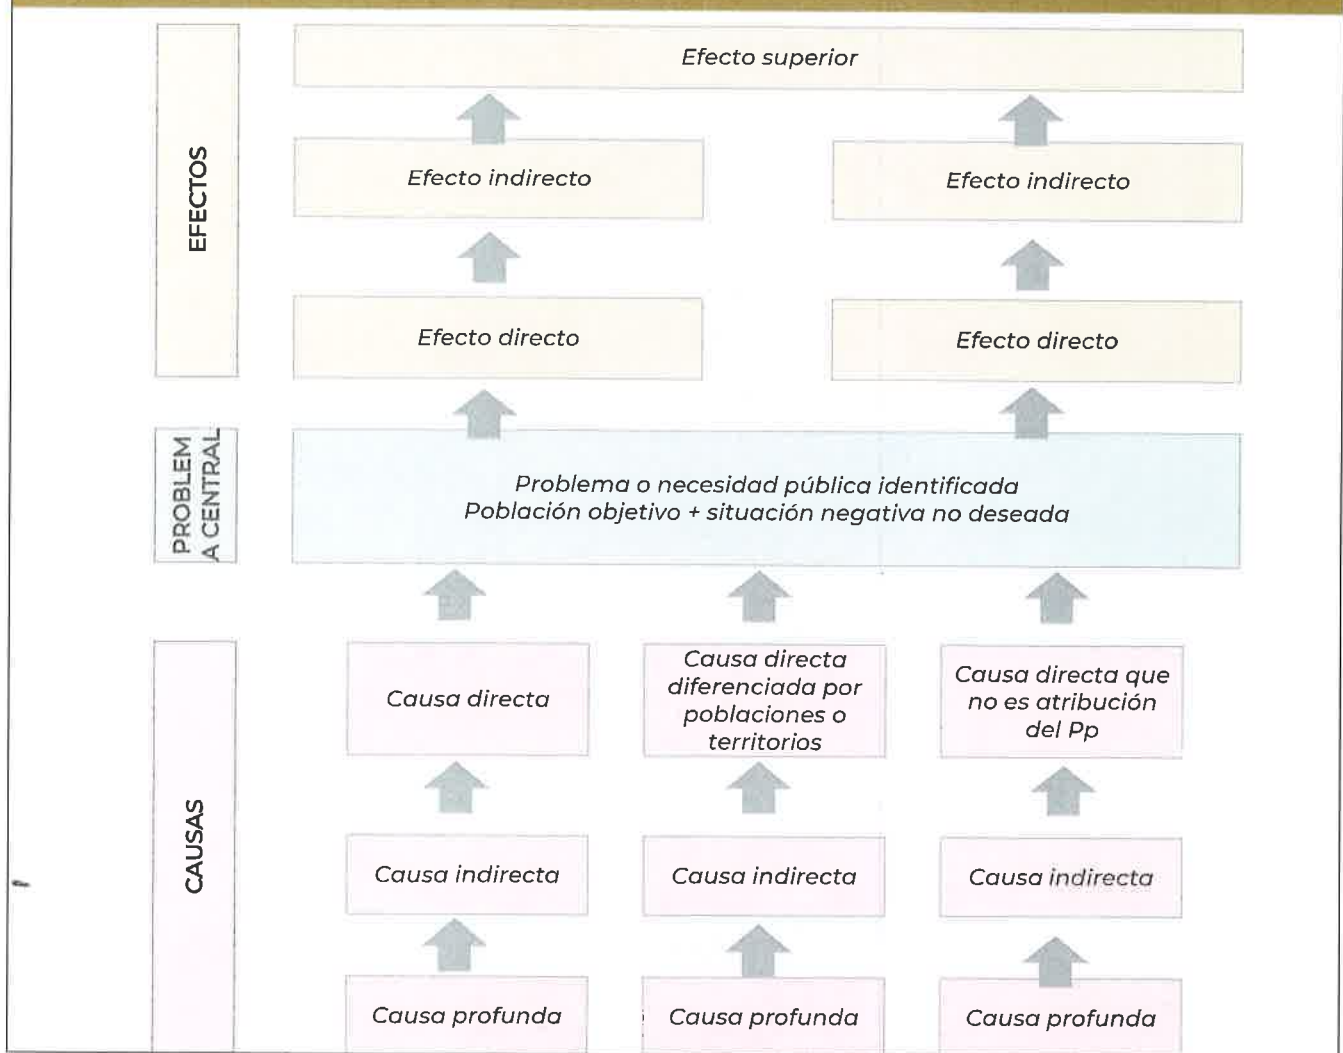 EFECTOS
Efecto superior
Efecto indirecto
Efecto indirecto
Efecto directo
Efecto directo
PROBLEM
A CENTRAL
Problema o necesidad pública identificada
Población objetivo + situación negativa no deseada
CAUSAS
Causa directa
Causa directa
diferenciada por
poblaciones o
territorios
Causa directa que
no es atribución
del Pp
Causa indirecta
Causa indirecta
Causa indirecta
Causa profunda
Causa profunda
Causa profunda